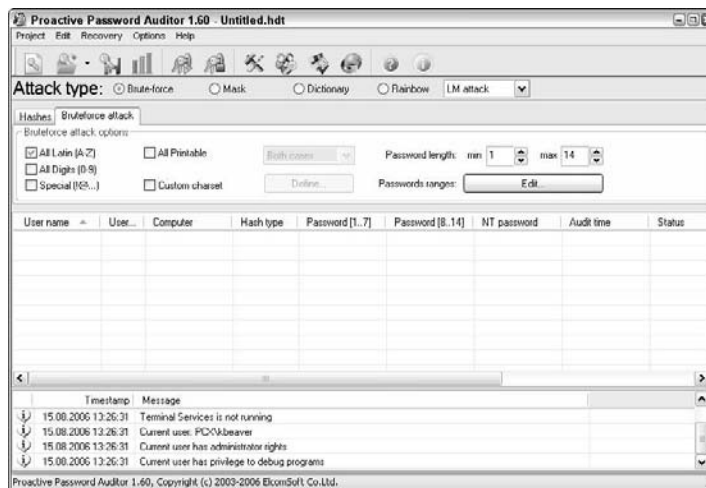 Proactive Password Auditor 1.60 - Untitled.hdt
Project Edit Recovery Options Help
Attack type: Brute-force Mask Dictionary Rainbow LM attack
Hashes Bruteforce attack
Bruteforce attack options
All Latin (A-Z) All Printable Both cases Password length: min 1 max 14
All Digits (0-9)
Special Custom charset Define... Passwords ranges: Edit...
User name User... Computer Hash type Password [1..7] Password [8..14] NT password Audit time Status
Timestamp Message
15.08.2006 13:26:31 Terminal Services is not running
15.08.2006 13:26:31 Current user: PCX\kbeaver
15.08.2006 13:26:31 Current user has administrator rights
15.08.2006 13:26:31 Current user has privilege to debug programs
Proactive Password Auditor 1.60, Copyright (c) 2003-2006 ElcomSoft Co.Ltd.